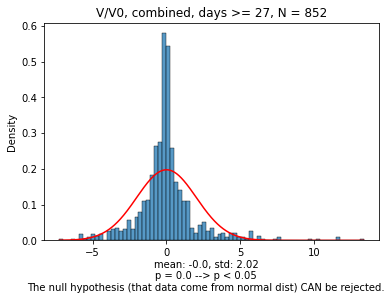 V/V0, combined, days >= 27, N = 852
0.6
0.5
0.4
0.3
0.2
0.1
0.0
Density
−5
0
5
10
mean: -0.0, std: 2.02
p = 0.0 --> p < 0.05
The null hypothesis (that data come from normal dist) CAN be rejected.